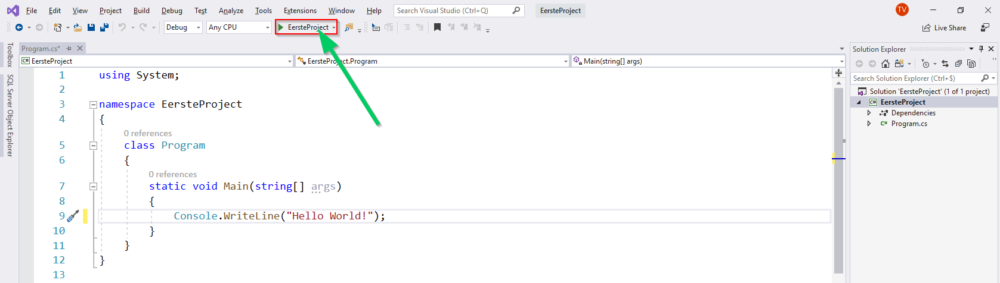 File Edit View Project Build Debug Test Analyze Tools Extensions Window Help Search Visual Studio (Ctrl+Q) EersteProject TV
Debug Any CPU EersteProject Live Share
Toolbox
SQL Server Object Explorer
Program.cs*
EersteProject EersteProject.Program Main(string[] args)
1 using System;
2
3 namespace EersteProject
4 {
0 references
5 class Program
6 {
0 references
7 static void Main(string[] args)
8 {
9 Console.WriteLine("Hello World!");
10 }
11 }
12 }
13
Solution Explorer
Search Solution Explorer (Ctrl+$)
Solution 'EersteProject' (1 of 1 project)
C# EersteProject
Dependencies
C# Program.cs